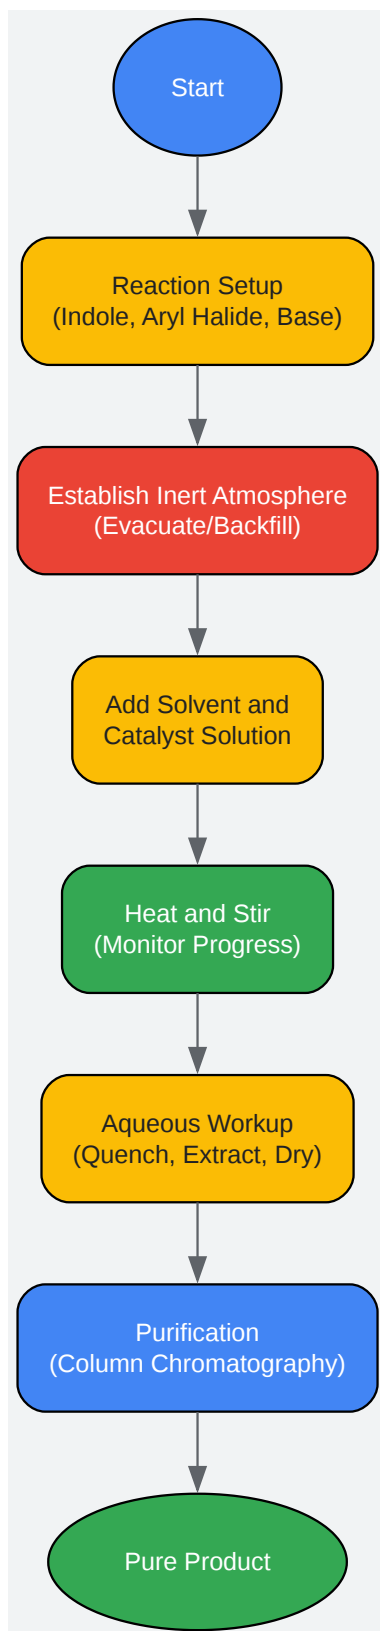 Start
Reaction Setup
(Indole, Aryl Halide, Base)
Establish Inert Atmosphere
(Evacuate/Backfill)
Add Solvent and
Catalyst Solution
Heat and Stir
(Monitor Progress)
Aqueous Workup
(Quench, Extract, Dry)
Purification
(Column Chromatography)
Pure Product